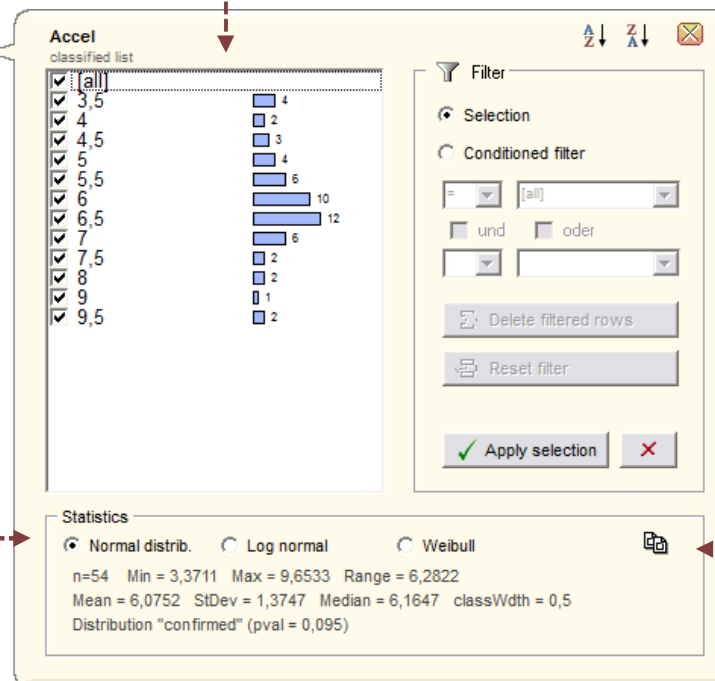 Accel
classified list
A Z Z A
[all]
3,5 4
4 2
4,5 3
5 4
5,5 6
6 10
6,5 12
7 6
7,5 2
8 2
9 1
9,5 2
Filter
Selection
Conditioned filter
= [all]
und oder
Delete filtered rows
Reset filter
Apply selection
Statistics
Normal distrib. Log normal Weibull
n=54 Min = 3,3711 Max = 9,6533 Range = 6,2822
Mean = 6,0752 StDev = 1,3747 Median = 6,1647 classWdth = 0,5
Distribution "confirmed" (pval = 0,095)